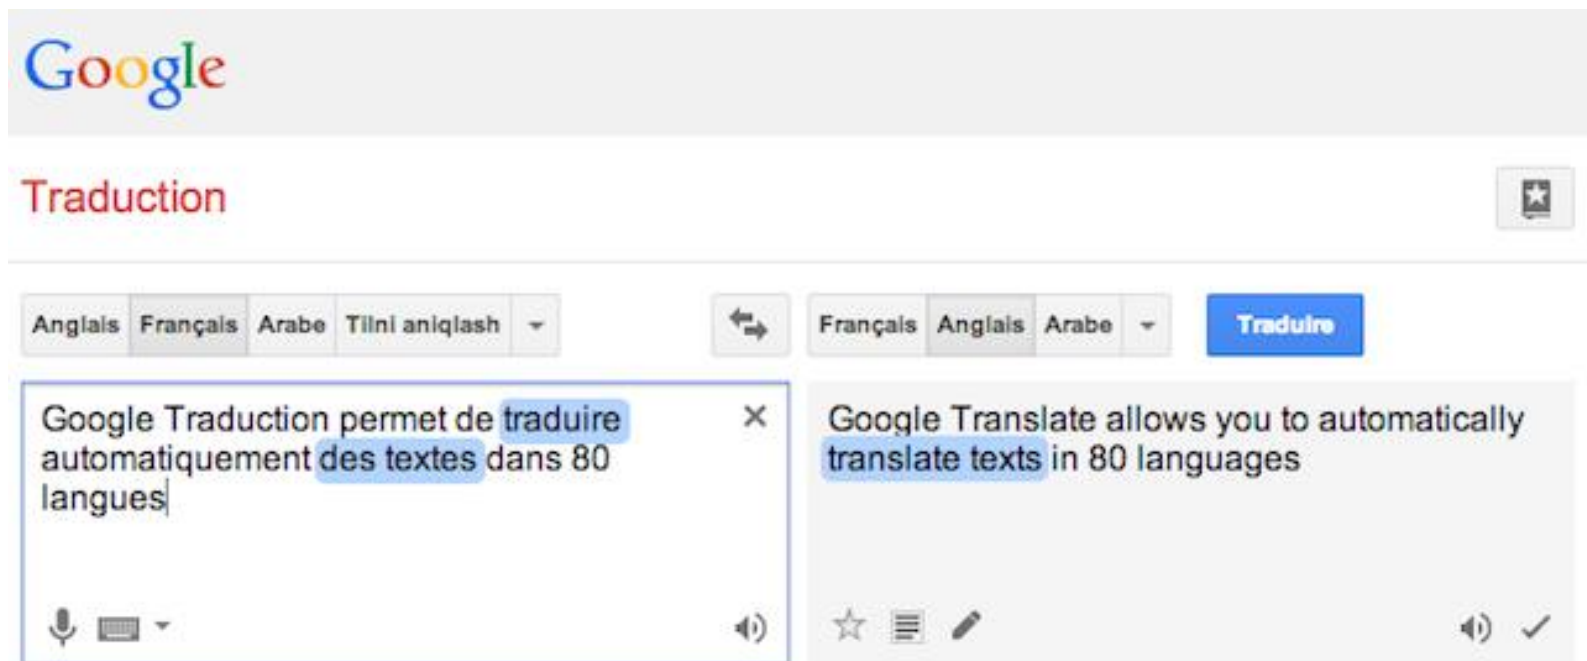 Google
Traduction
Anglais Français Arabe Tilni aniqlash
Français Anglais Arabe Traduire
Google Traduction permet de traduire
automatiquement des textes dans 80
langues
Google Translate allows you to automatically
translate texts in 80 languages